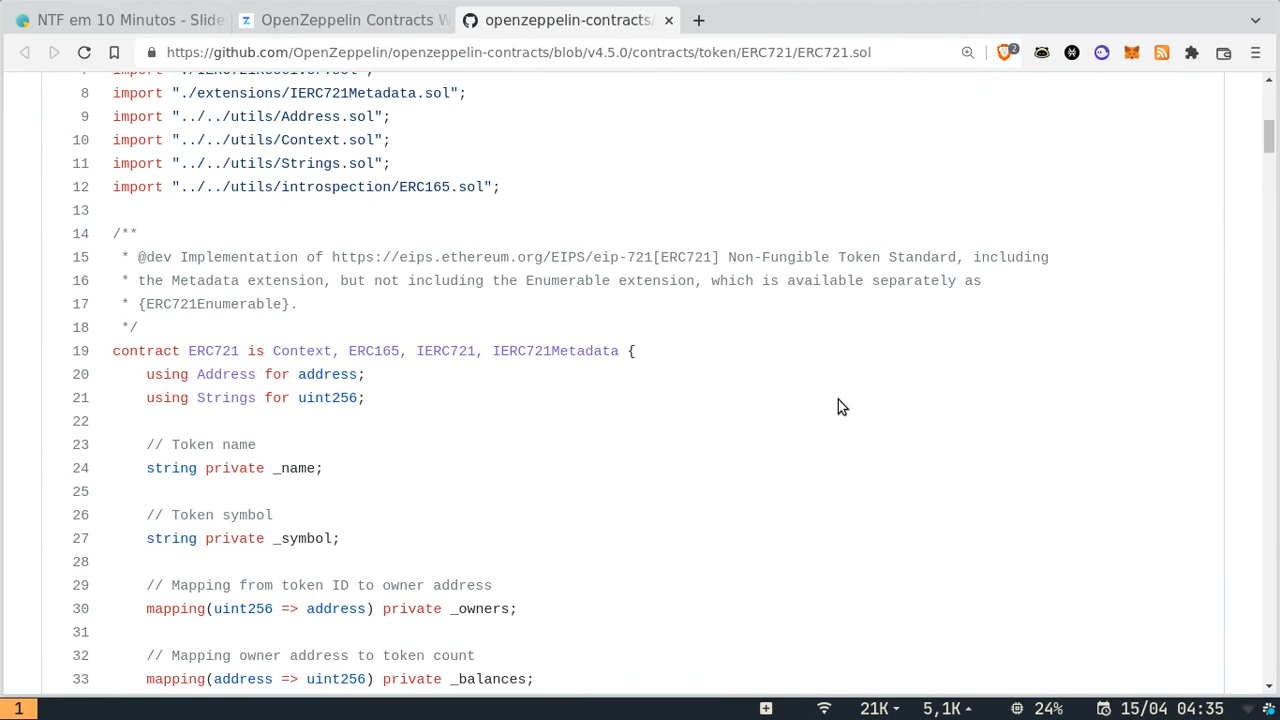 NTF em 10 Minutos - Slide
OpenZeppelin Contracts W
openzeppelin-contracts/
https://github.com/OpenZeppelin/openzeppelin-contracts/blob/v4.5.0/contracts/token/ERC721/ERC721.sol
2
8 import "./extensions/IERC721Metadata.sol";
9 import "../../utils/Address.sol";
10 import "../../utils/Context.sol";
11 import "../../utils/Strings.sol";
12 import "../../utils/introspection/ERC165.sol";
13
14 /**
15 * @dev Implementation of https://eips.ethereum.org/EIPS/eip-721[ERC721] Non-Fungible Token Standard, including
16 * the Metadata extension, but not including the Enumerable extension, which is available separately as
17 * {ERC721Enumerable}.
18 */
19 contract ERC721 is Context, ERC165, IERC721, IERC721Metadata {
20 using Address for address;
21 using Strings for uint256;
22
23 // Token name
24 string private _name;
25
26 // Token symbol
27 string private _symbol;
28
29 // Mapping from token ID to owner address
30 mapping(uint256 => address) private _owners;
31
32 // Mapping owner address to token count
33 mapping(address => uint256) private _balances;
1 21K 5,1K 24% 15/04 04:35